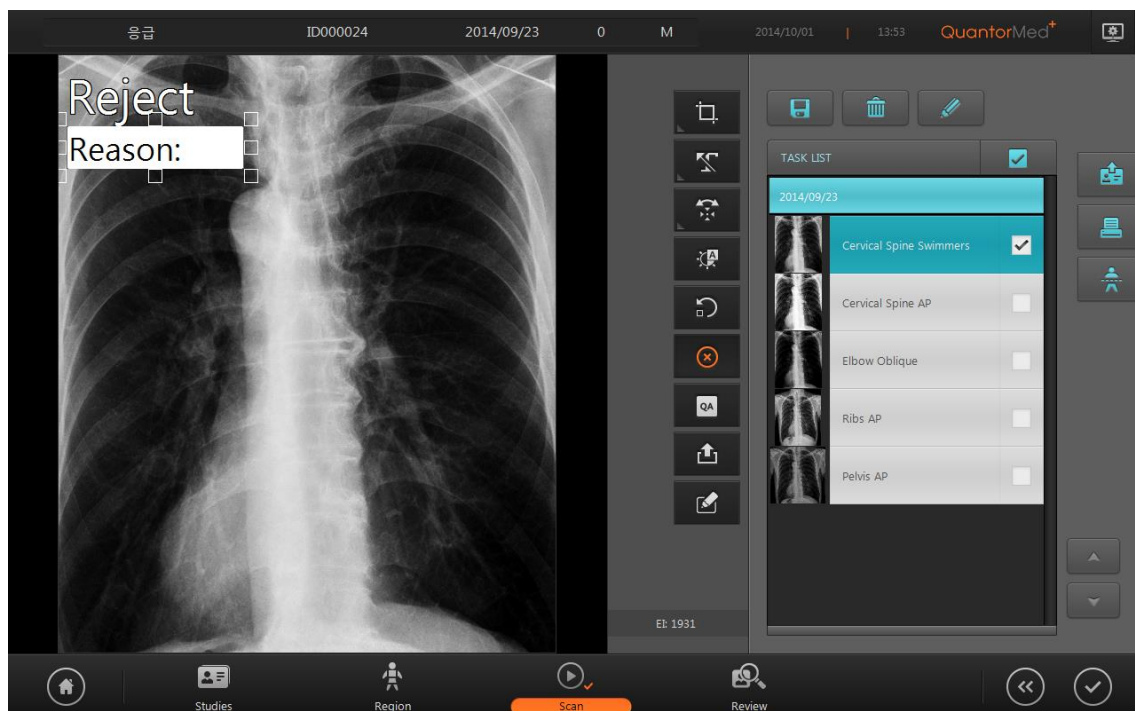 응급 ID000024 2014/09/23 0 M 2014/10/01 | 13:53 QuantorMed+
Reject
Reason:
TASK LIST
2014/09/23
Cervical Spine Swimmers
Cervical Spine AP
Elbow Oblique
Ribs AP
Pelvis AP
A
QA
EI: 1931
Studies Region Scan Review